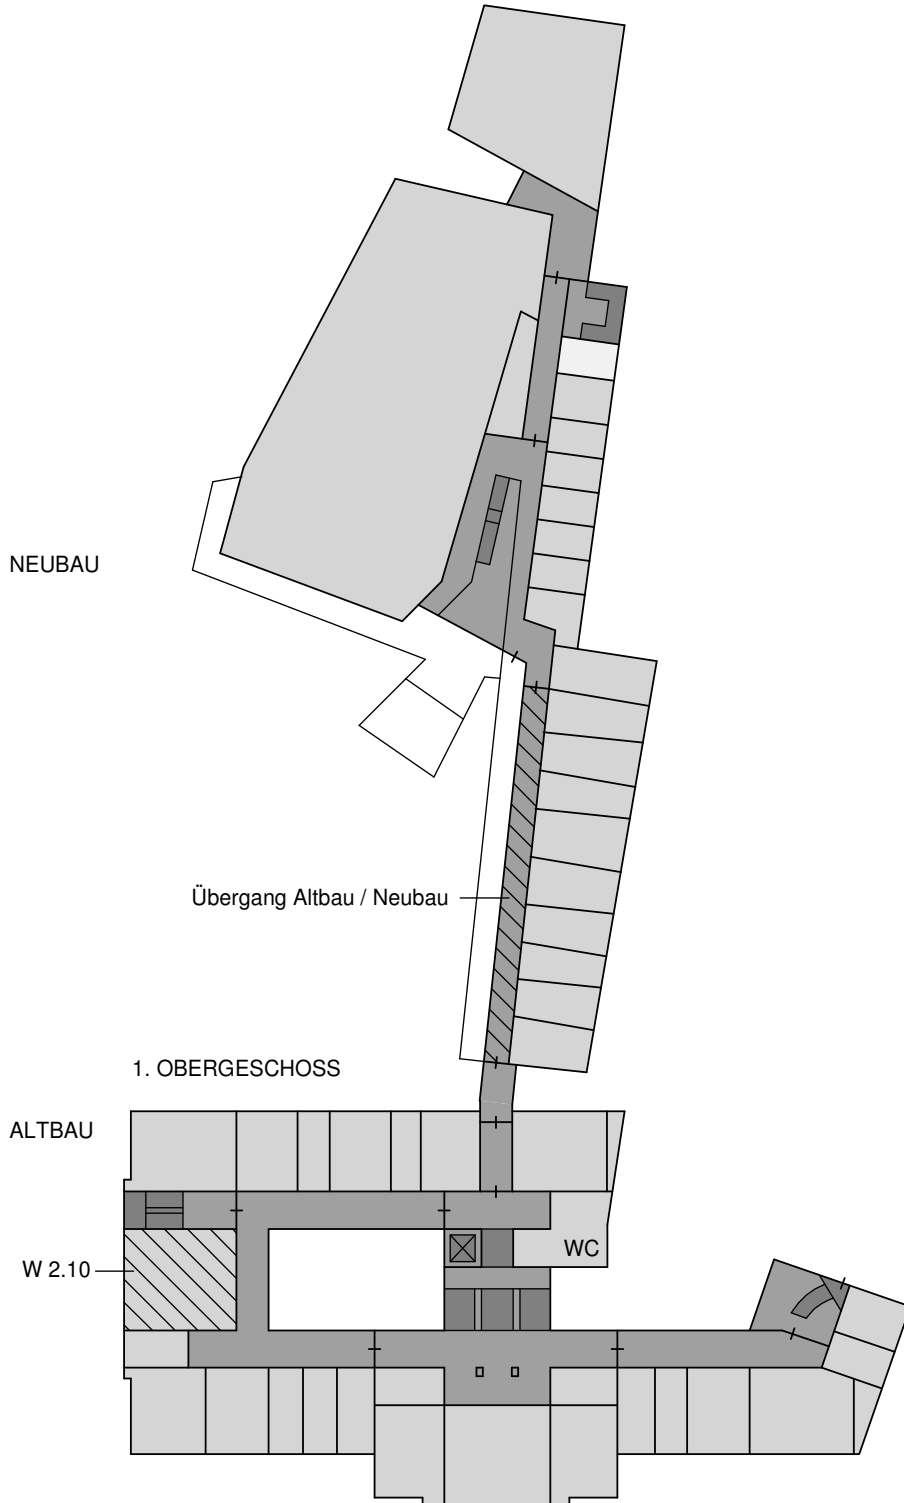 NEUBAU
Übergang Altbau / Neubau
1. OBERGESCHOSS
ALTBAU
WC
W 2.10